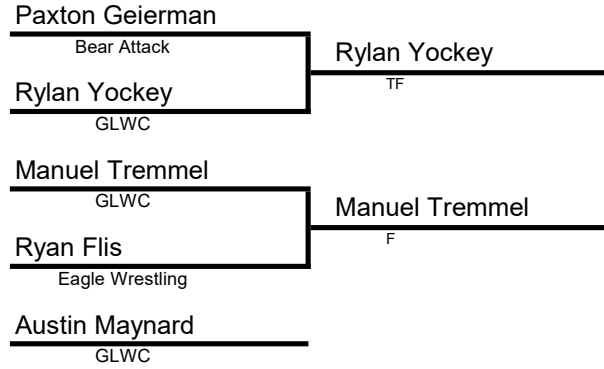 Paxton Geierman
Bear Attack
Rylan Yockey
TF
Rylan Yockey
GLWC
Manuel Tremmel
GLWC
Manuel Tremmel
F
Ryan Flis
Eagle Wrestling
Austin Maynard
GLWC